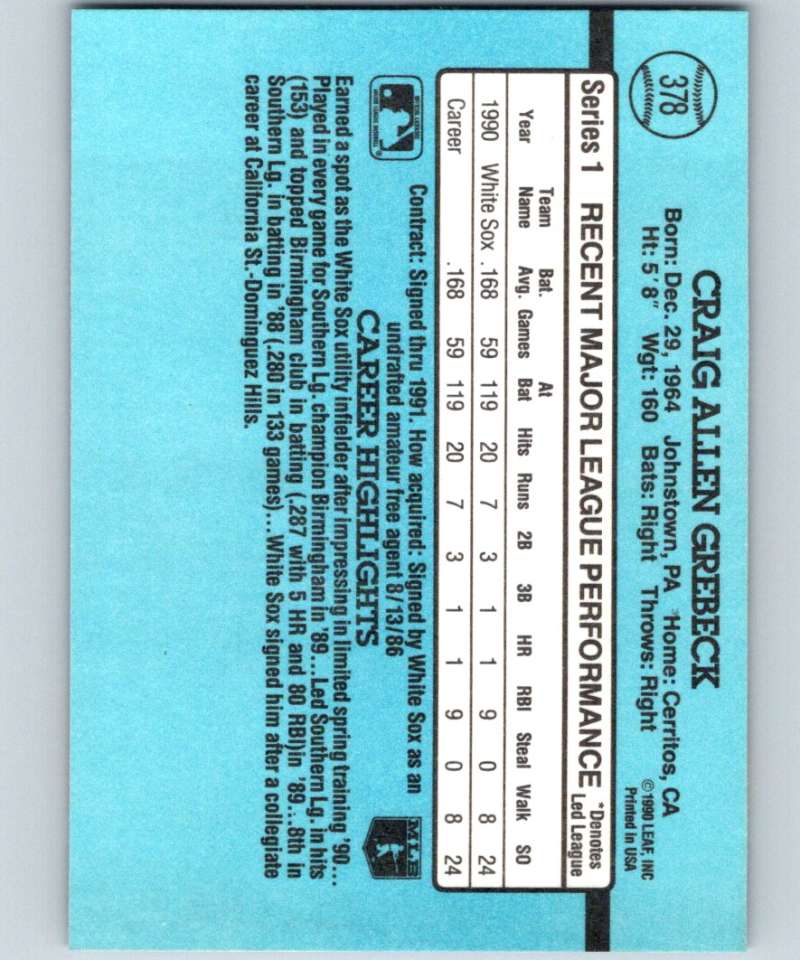 378
CRAIG ALLEN GREBECK
Born: Dec. 29, 1964 Johnstown, PA Home: Cerritos, CA
Ht: 5' 8" Wgt: 160 Bats: Right Throws: Right
©1990 LEAF, INC
Printed in USA
Series 1 RECENT MAJOR LEAGUE PERFORMANCE *Denotes Led League
Year Team Name Bat. Avg. Games At Bat Hits Runs 2B 3B HR RBI Steal Walk SO
1990 White Sox .168 59 119 20 7 3 1 1 9 0 8 24
Career .168 59 119 20 7 3 1 1 9 0 8 24
Contract: Signed thru 1991. How acquired: Signed by White Sox as an
undrafted amateur free agent 8/13/86
CAREER HIGHLIGHTS
Earned a spot as the White Sox utility infielder after impressing in limited spring training '90...
Played in every game for Southern Lg. champion Birmingham in '89...Led Southern Lg. in hits
(153) and topped Birmingham club in batting (.287 with 5 HR and 80 RBI)in '89...8th in
Southern Lg. in batting in '88 (.280 in 133 games)...White Sox signed him after a collegiate
career at California St.-Dominguez Hills.